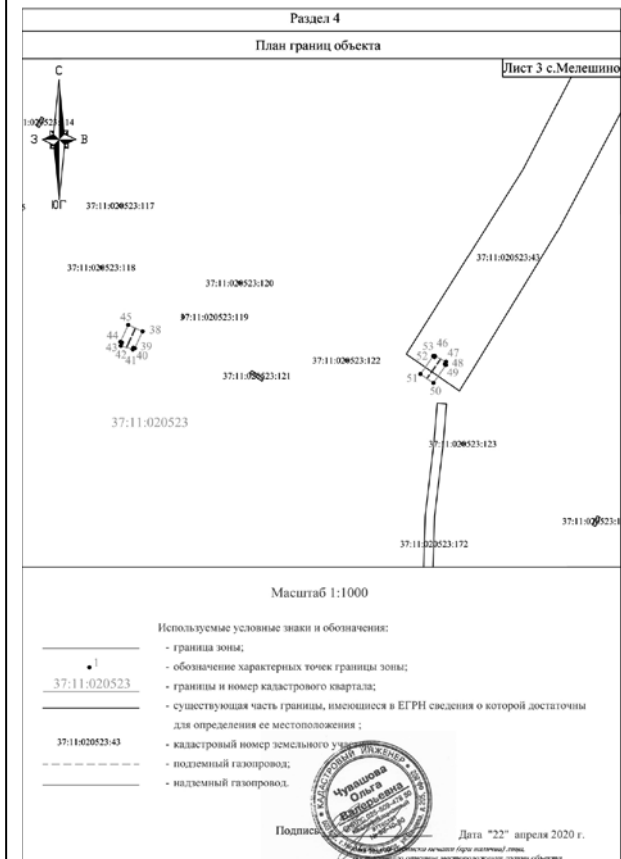 Раздел 4
План границ объекта
Лист 3 с.Мелешино
С
З
В
ЮГ
37:11:020523:117
37:11:020523:118
37:11:020523:120
37:11:020523:43
37:11:020523:119
45
38
44
43
42
41
40
39
37:11:020523:122
53
46
52
47
48
49
51
50
37:11:020523:121
37:11:020523
37:11:020523:123
37:11:020523:1
37:11:020523:172
Масштаб 1:1000
Используемые условные знаки и обозначения:
- граница зоны;
1
- обозначение характерных точек границы зоны;
37:11:020523
- границы и номер кадастрового квартала;
- существующая часть границы, имеющиеся в ЕГРН сведения о которой достаточны
для определения ее местоположения ;
37:11:020523:43
- кадастровый номер земельного
- подземный газопровод;
- надземный газопровод.
КАДАСТРОВЫЙ ИНЖЕНЕР
Чувашова
Ольга
Валерьевна
Подпись
Дата "22" апреля 2020 г.